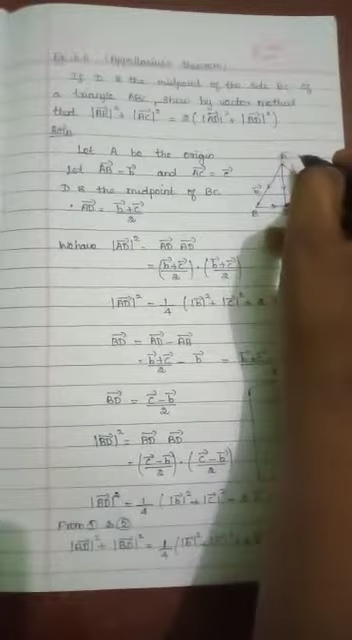 (Apollonius theorem)
If D is the midpoint of the side BC of
a triangle ABC, show by vector method
that |AB|² + |AC|² = 2(|AD|² + |BD|²)
Soln
Let A be the origin
Let AB⃗ = b⃗ and AC⃗ = c⃗
D is the midpoint of BC
∴ AD⃗ = (b⃗+c⃗)/2
A
b⃗
B
We have |AD⃗|² = AD⃗ · AD⃗
= (b⃗+c⃗)/2 · (b⃗+c⃗)/2
|AD⃗|² = 1/4 (|b⃗|² + |c⃗|² + 2
BD⃗ = AD⃗ - AB⃗
= (b⃗+c⃗)/2 - b⃗ =
BD⃗ = (c⃗-b⃗)/2
|BD⃗|² = BD⃗ · BD⃗
= (c⃗-b⃗)/2 · (c⃗-b⃗)/2
|BD⃗|² = 1/4 (|b⃗|² + |c⃗|² - 2
From ① & ②
|AD⃗|² + |BD⃗|² = 1/4 (|b⃗|²